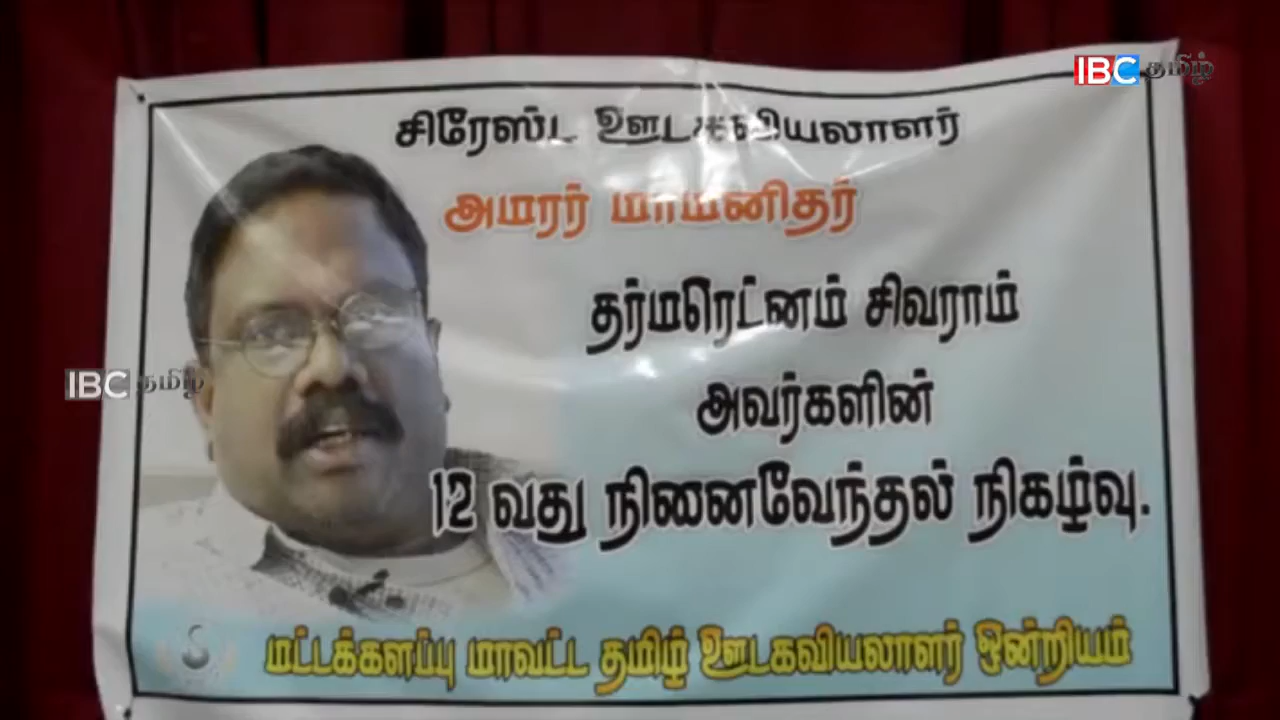 IBC தமிழ்
சிரேஸ்ட ஊடகவியலாளர்
அமரர் மாமனிதர்
தர்மரெட்னம் சிவராம்
IBC தமிழ்
அவர்களின்
12 வது நினைவேந்தல் நிகழ்வு.
மட்டக்களப்பு மாவட்ட தமிழ் ஊடகவியலாளர் ஒன்றியம்